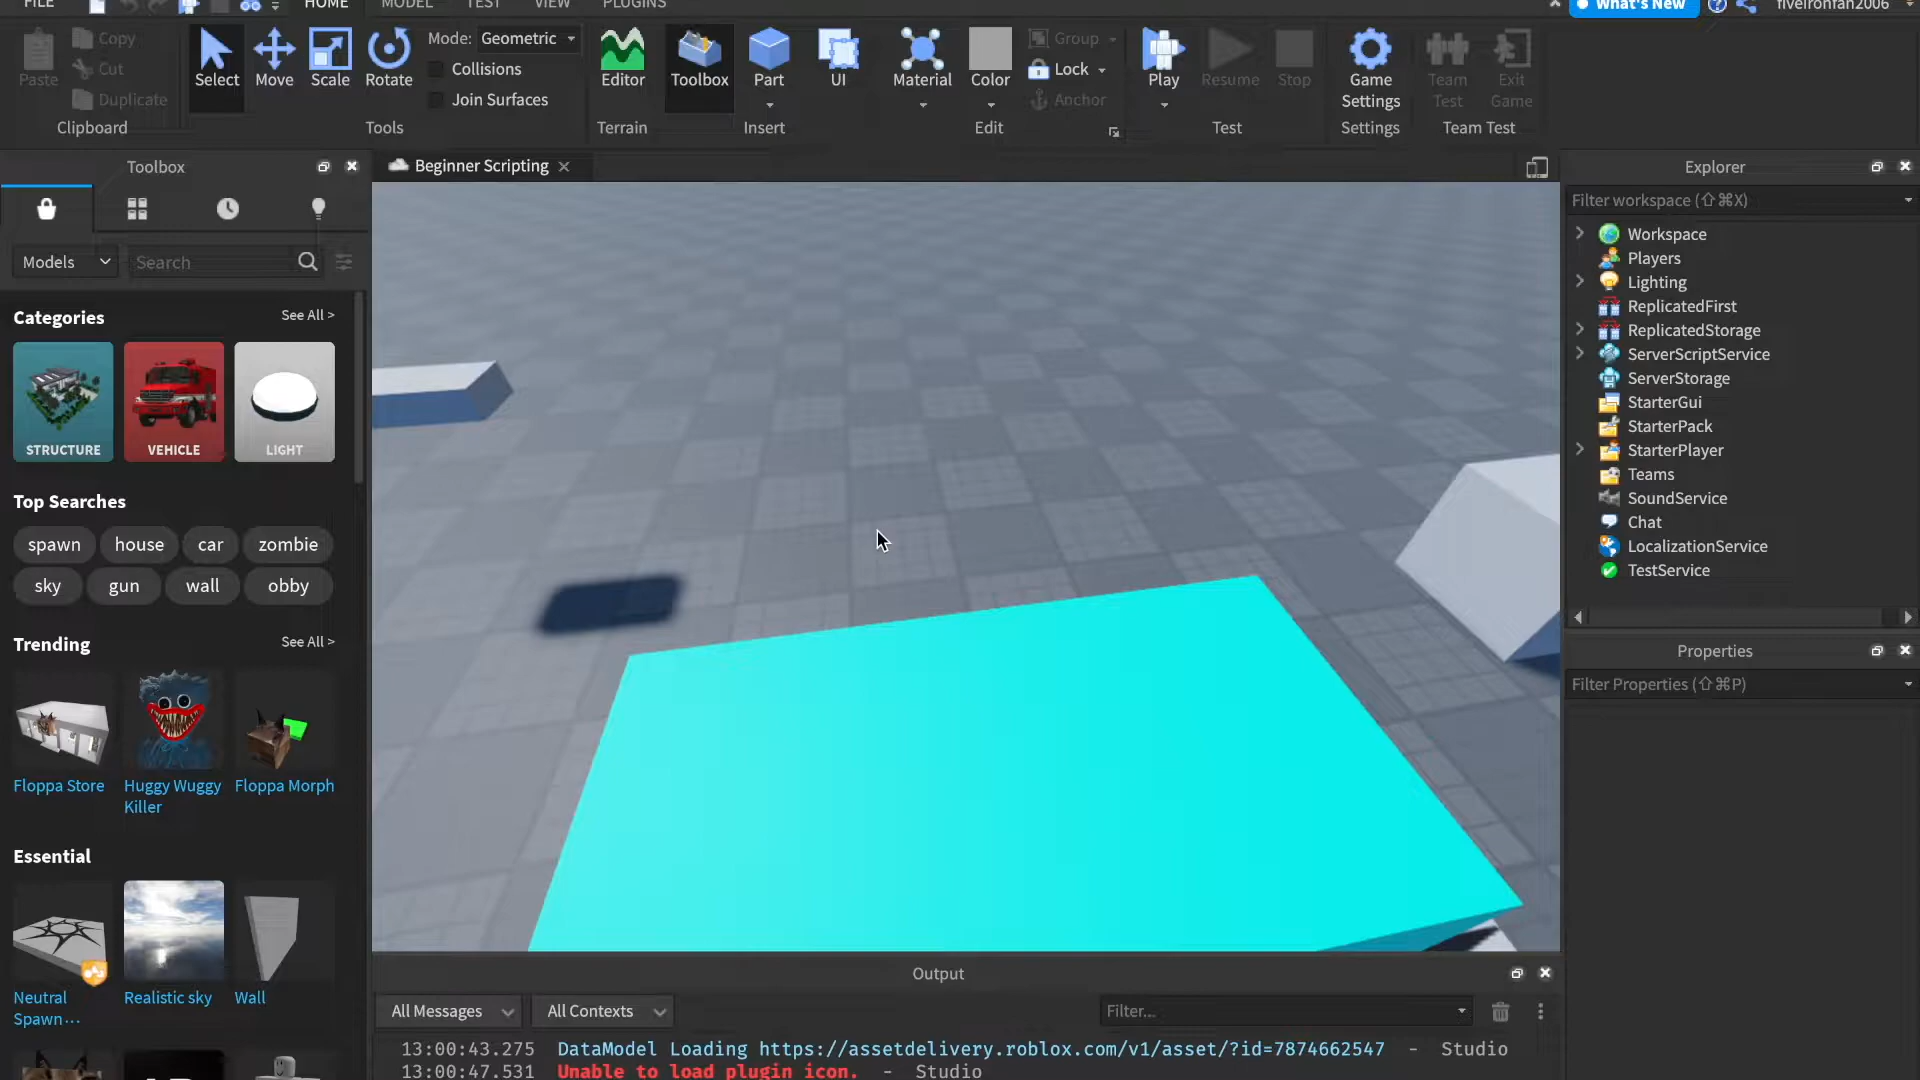 FILE HOME MODEL TEST VIEW PLUGINS What's New fiveironfan2006
Paste Copy Cut Duplicate Clipboard
Select Move Scale Rotate Mode: Geometric Collisions Join Surfaces Tools
Editor Terrain
Toolbox Part UI Insert
Material Color Group Lock Anchor Edit
Play Resume Stop Test
Game Settings Settings
Team Test Exit Game Team Test
Toolbox
Models Search
Categories See All >
STRUCTURE VEHICLE LIGHT
Top Searches
spawn house car zombie
sky gun wall obby
Trending See All >
Floppa Store Huggy Wuggy Killer Floppa Morph
Essential
Neutral Spawn... Realistic sky Wall
Beginner Scripting
Output
All Messages All Contexts Filter...
13:00:43.275 DataModel Loading https://assetdelivery.roblox.com/v1/asset/?id=7874662547 - Studio
13:00:47.531 Unable to load plugin icon. - Studio
Explorer
Filter workspace (⇧⌘X)
Workspace
Players
Lighting
ReplicatedFirst
ReplicatedStorage
ServerScriptService
ServerStorage
StarterGui
StarterPack
StarterPlayer
Teams
SoundService
Chat
LocalizationService
TestService
Properties
Filter Properties (⇧⌘P)